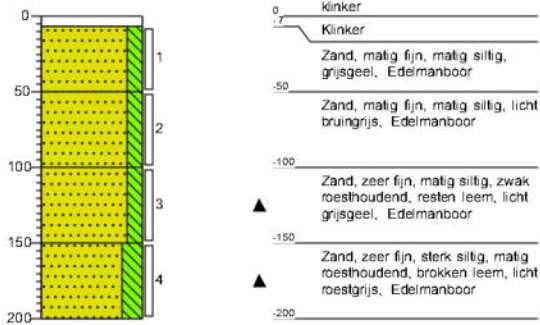 0
50
100
150
200
1
2
3
4
0
klinker
-7
Klinker
Zand, matig fijn, matig siltig,
grijsgeel, Edelmanboor
-50
Zand, matig fijn, matig siltig, licht
bruingrijs, Edelmanboor
-100
Zand, zeer fijn, matig siltig, zwak
roesthoudend, resten leem, licht
grijsgeel, Edelmanboor
-150
Zand, zeer fijn, sterk siltig, matig
roesthoudend, brokken leem, licht
roestgrijs, Edelmanboor
-200